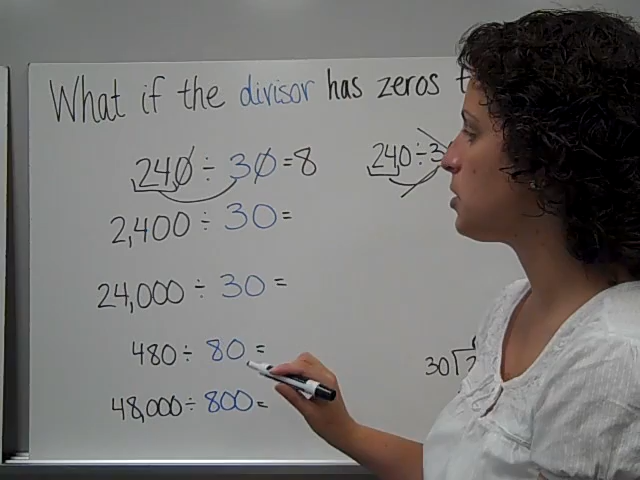 What if the divisor has zeros t
240 ÷ 30 = 8
240 ÷ 3
2,400 ÷ 30 =
24,000 ÷ 30 =
480 ÷ 80 =
30 2
48,000 ÷ 800 =